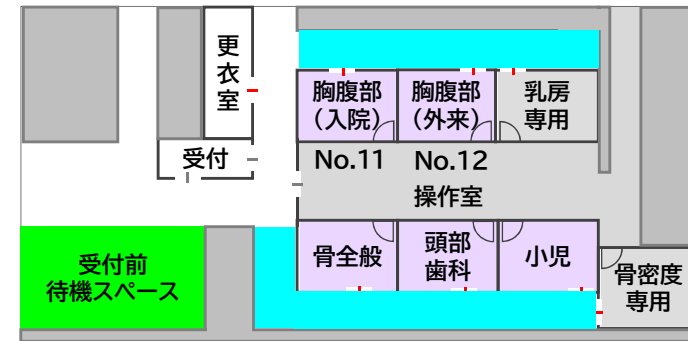 更
衣
室
胸腹部
（入院）
胸腹部
（外来）
乳房
専用
受付
No.11
No.12
操作室
受付前
待機スペース
骨全般
頭部
歯科
小児
骨密度
専用